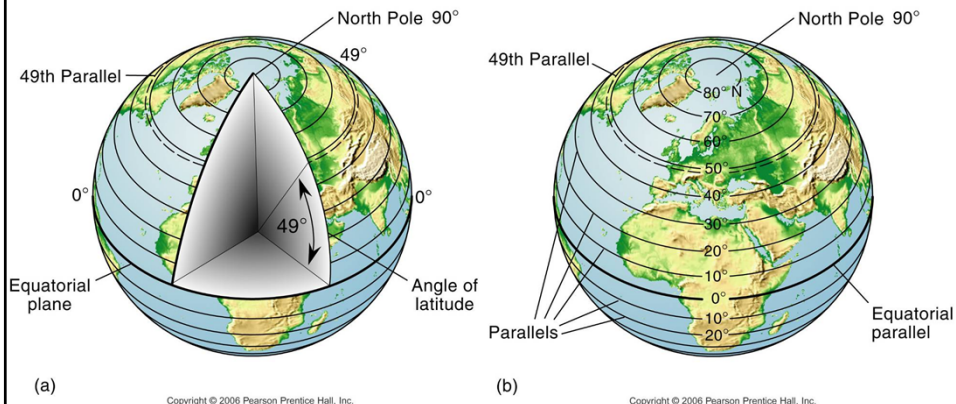 North Pole 90°
49°
49th Parallel
0°
0°
49°
Equatorial
plane
Angle of
latitude
(a)
Copyright © 2006 Pearson Prentice Hall, Inc.
North Pole 90°
49th Parallel
80° N
70°
60°
50°
40°
30°
20°
10°
0°
10°
20°
Parallels
Equatorial
parallel
(b)
Copyright © 2006 Pearson Prentice Hall, Inc.